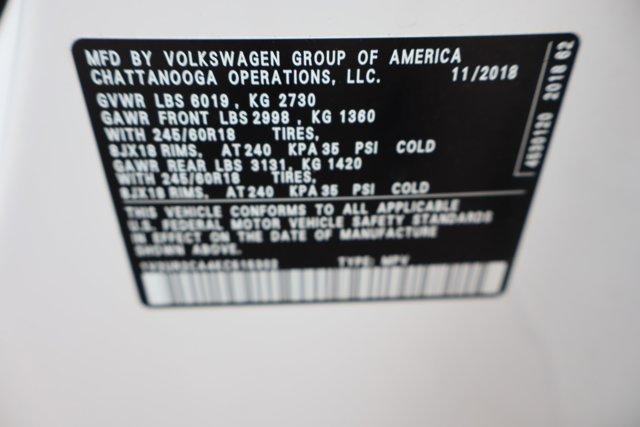 MFD BY VOLKSWAGEN GROUP OF AMERICA
CHATTANOOGA OPERATIONS, LLC. 11/2018
GVWR LBS 6019, KG 2730
GAWR FRONT LBS 2998, KG 1360
WITH 245/60R18 TIRES,
8JX18 RIMS, AT 240 KPA 35 PSI COLD
GAWR REAR LBS 3131, KG 1420
WITH 245/60R18 TIRES,
8JX18 RIMS, AT 240 KPA 35 PSI COLD
THIS VEHICLE CONFORMS TO ALL APPLICABLE
U.S. FEDERAL MOTOR VEHICLE SAFETY STANDARDS
IN EFFECT ON THE DATE OF MANUFACTURE
SHOWN ABOVE.
TYPE: MPV
2018 62